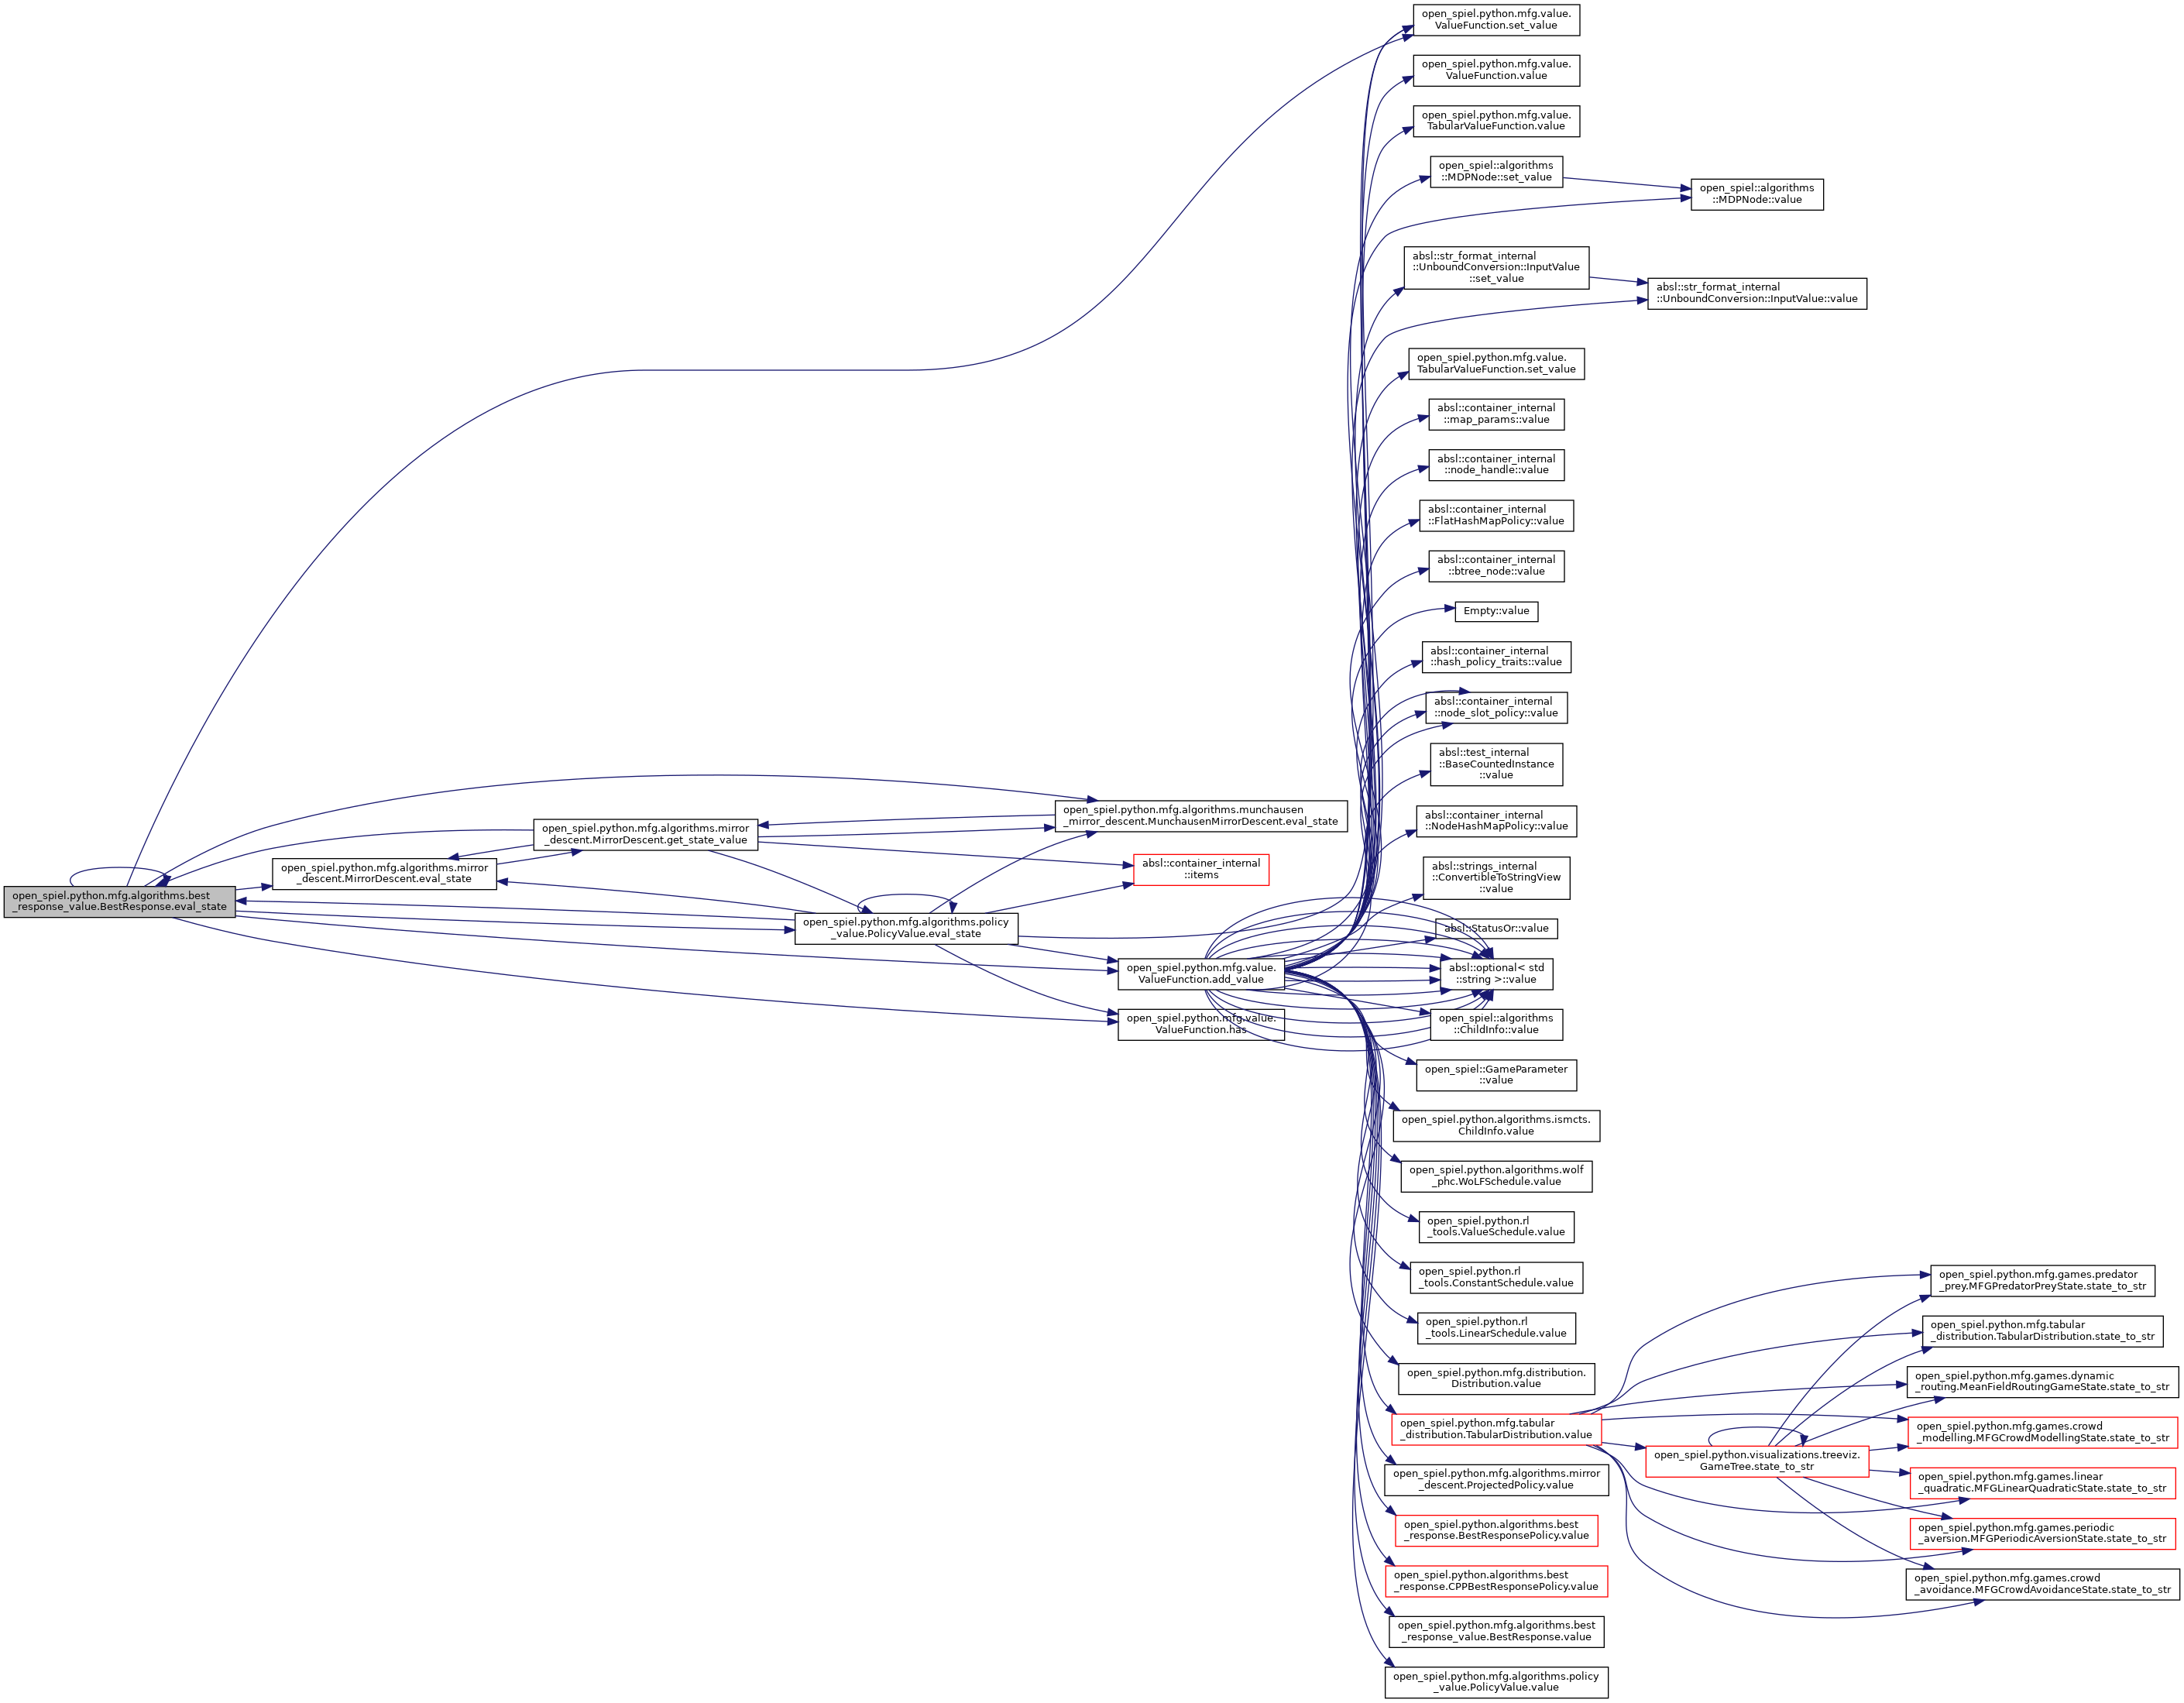 open_spiel.python.mfg.algorithms.best
_response_value.BestResponse.eval_state
open_spiel.python.mfg.algorithms.mirror
_descent.MirrorDescent.eval_state
open_spiel.python.mfg.algorithms.mirror
_descent.MirrorDescent.get_state_value
open_spiel.python.mfg.algorithms.policy
_value.PolicyValue.eval_state
open_spiel.python.mfg.algorithms.munchausen
_mirror_descent.MunchausenMirrorDescent.eval_state
absl::container_internal
::items
open_spiel.python.mfg.value.
ValueFunction.add_value
open_spiel.python.mfg.value.
ValueFunction.has
open_spiel.python.mfg.value.
ValueFunction.set_value
open_spiel.python.mfg.value.
ValueFunction.value
open_spiel.python.mfg.value.
TabularValueFunction.value
open_spiel::algorithms
::MDPNode::set_value
open_spiel::algorithms
::MDPNode::value
absl::str_format_internal
::UnboundConversion::InputValue
::set_value
absl::str_format_internal
::UnboundConversion::InputValue::value
open_spiel.python.mfg.value.
TabularValueFunction.set_value
absl::container_internal
::map_params::value
absl::container_internal
::node_handle::value
absl::container_internal
::FlatHashMapPolicy::value
absl::container_internal
::btree_node::value
Empty::value
absl::container_internal
::hash_policy_traits::value
absl::container_internal
::node_slot_policy::value
absl::test_internal
::BaseCountedInstance
::value
absl::container_internal
::NodeHashMapPolicy::value
absl::strings_internal
::ConvertibleToStringView
::value
absl::StatusOr::value
absl::optional< std
::string >::value
open_spiel::algorithms
::ChildInfo::value
open_spiel::GameParameter
::value
open_spiel.python.algorithms.ismcts.
ChildInfo.value
open_spiel.python.algorithms.wolf
_phc.WoLFSchedule.value
open_spiel.python.rl
_tools.ValueSchedule.value
open_spiel.python.rl
_tools.ConstantSchedule.value
open_spiel.python.rl
_tools.LinearSchedule.value
open_spiel.python.mfg.distribution.
Distribution.value
open_spiel.python.mfg.tabular
_distribution.TabularDistribution.value
open_spiel.python.mfg.algorithms.mirror
_descent.ProjectedPolicy.value
open_spiel.python.algorithms.best
_response.BestResponsePolicy.value
open_spiel.python.algorithms.best
_response.CPPBestResponsePolicy.value
open_spiel.python.mfg.algorithms.best
_response_value.BestResponse.value
open_spiel.python.mfg.algorithms.policy
_value.PolicyValue.value
open_spiel.python.visualizations.treeviz.
GameTree.state_to_str
open_spiel.python.mfg.games.predator
_prey.MFGPredatorPreyState.state_to_str
open_spiel.python.mfg.tabular
_distribution.TabularDistribution.state_to_str
open_spiel.python.mfg.games.dynamic
_routing.MeanFieldRoutingGameState.state_to_str
open_spiel.python.mfg.games.crowd
_modelling.MFGCrowdModellingState.state_to_str
open_spiel.python.mfg.games.linear
_quadratic.MFGLinearQuadraticState.state_to_str
open_spiel.python.mfg.games.periodic
_aversion.MFGPeriodicAversionState.state_to_str
open_spiel.python.mfg.games.crowd
_avoidance.MFGCrowdAvoidanceState.state_to_str